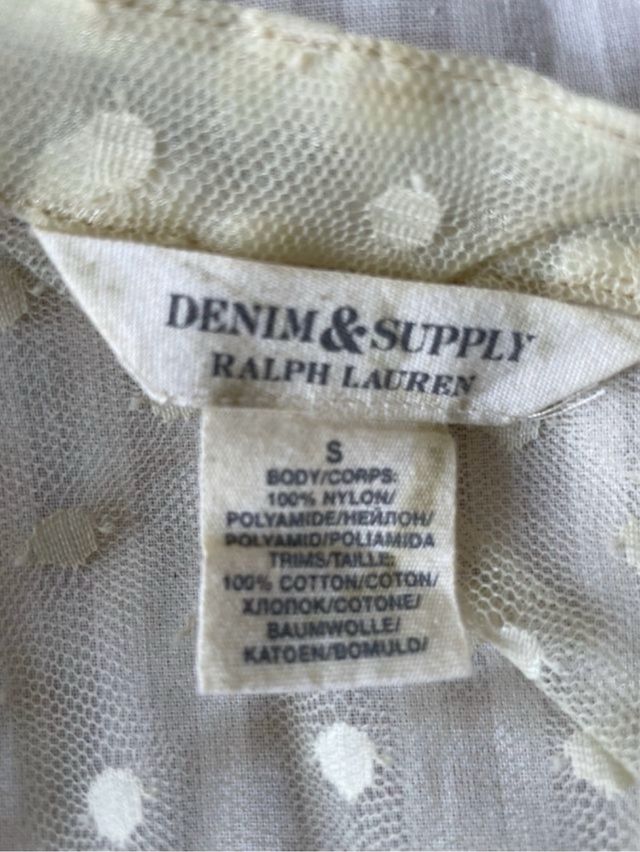 DENIM & SUPPLY
RALPH LAUREN
S
BODY/CORPS:
100% NYLON/
POLYAMIDE/НЕЙЛОН/
POLYAMID/POLIAMIDA
TRIMS/TAILLE:
100% COTTON/COTON/
ХЛОПОК/COTONE/
BAUMWOLLE/
KATOEN/BOMULD/